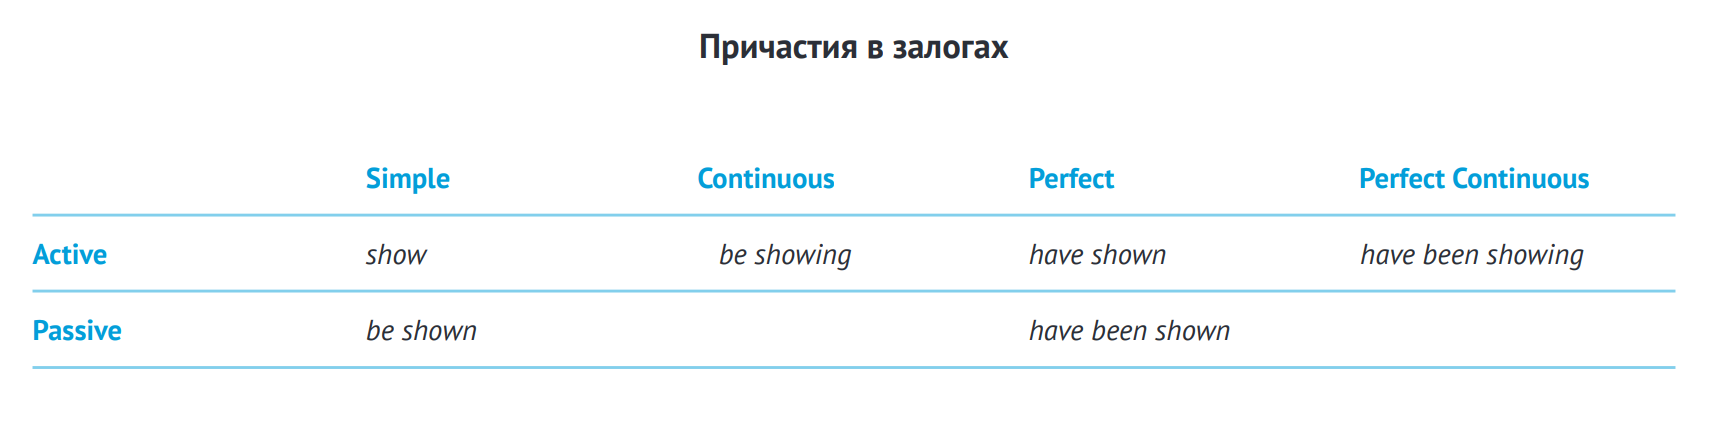 Причастия в залогах
Simple Continuous Perfect Perfect Continuous
Active show be showing have shown have been showing
Passive be shown have been shown